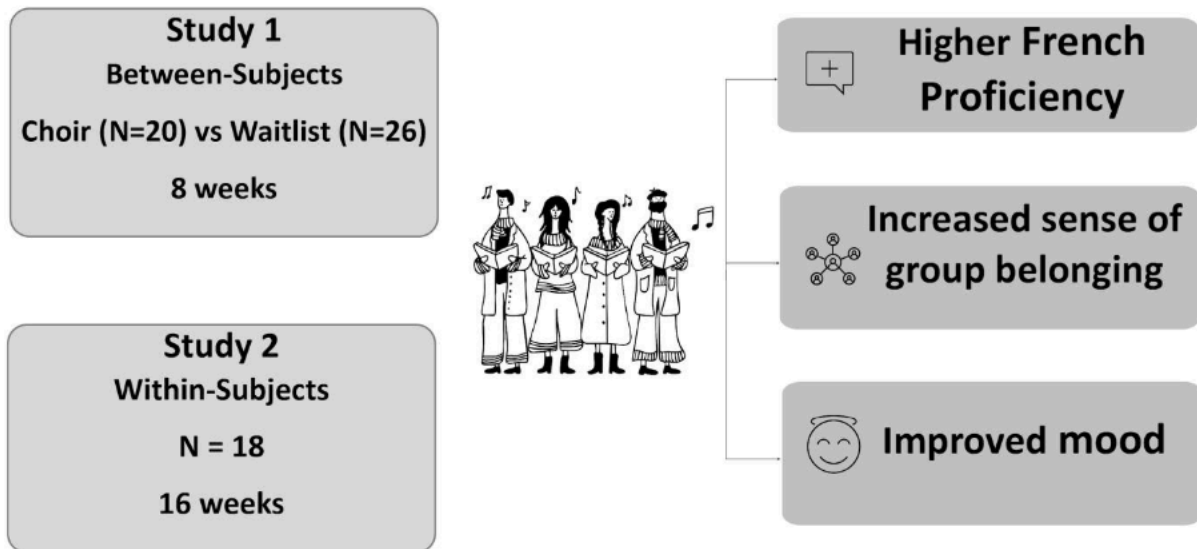 Study 1
Between-Subjects
Choir (N=20) vs Waitlist (N=26)
8 weeks
Study 2
Within-Subjects
N = 18
16 weeks
Higher French
Proficiency
Increased sense of
group belonging
Improved mood